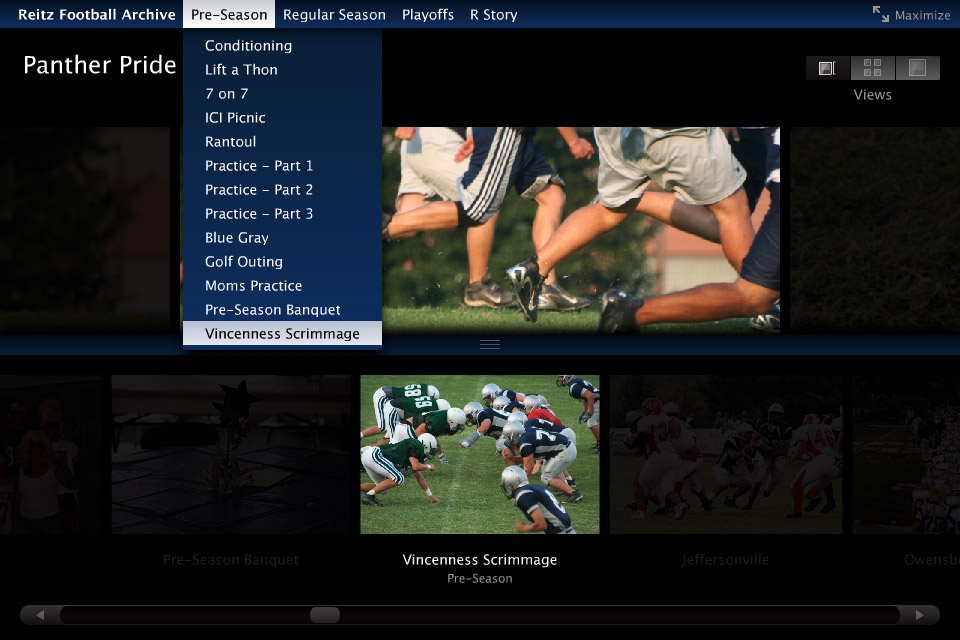 Reitz Football Archive Pre-Season Regular Season Playoffs R Story Maximize
Panther Pride
Views
Conditioning
Lift a Thon
7 on 7
ICI Picnic
Rantoul
Practice – Part 1
Practice – Part 2
Practice – Part 3
Blue Gray
Golf Outing
Moms Practice
Pre-Season Banquet
Vincenness Scrimmage
Pre-Season Banquet
Vincenness Scrimmage
Pre-Season
Jeffersonville